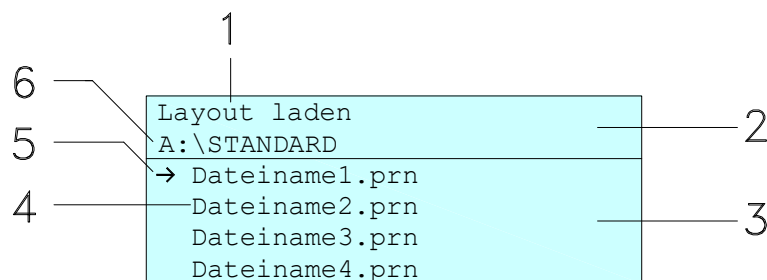 1
6
Layout laden
2
A:\STANDARD
5
→ Dateiname1.prn
4
Dateiname2.prn
3
Dateiname3.prn
Dateiname4.prn